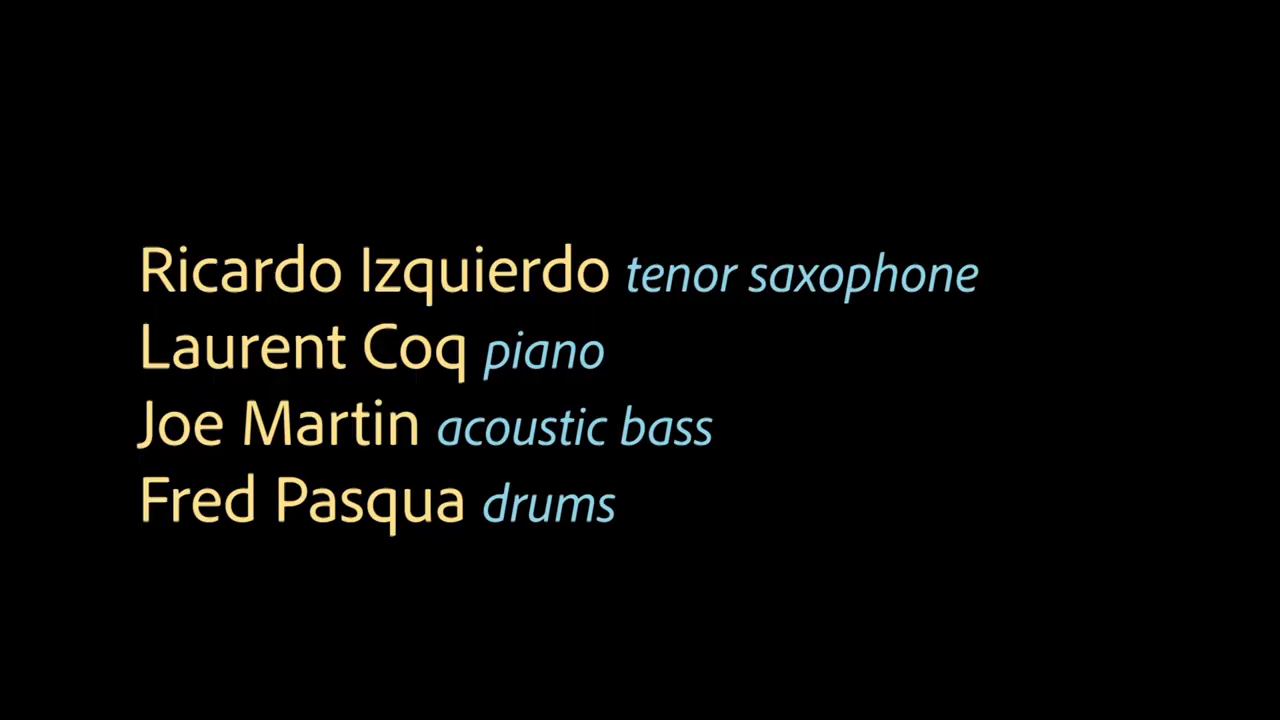 Ricardo Izquierdo tenor saxophone
Laurent Coq piano
Joe Martin acoustic bass
Fred Pasqua drums